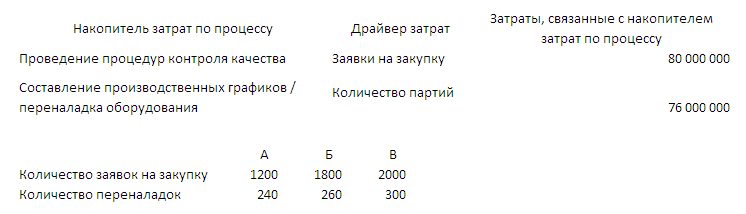 Накопитель затрат по процессу Драйвер затрат Затраты, связанные с накопителем затрат по процессу
Проведение процедур контроля качества Заявки на закупку 80 000 000
Составление производственных графиков /
переналадка оборудования Количество партий 76 000 000
А Б В
Количество заявок на закупку 1200 1800 2000
Количество переналадок 240 260 300